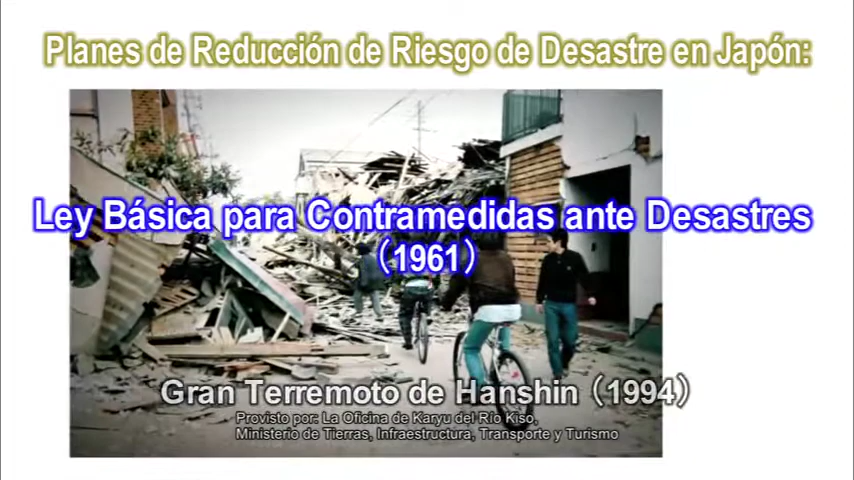 Planes de Reducción de Riesgo de Desastre en Japón:
Ley Básica para Contramedidas ante Desastres
（1961）
Gran Terremoto de Hanshin （1994）
Provisto por: La Oficina de Karyu del Río Kiso,
Ministerio de Tierras, Infraestructura, Transporte y Turismo